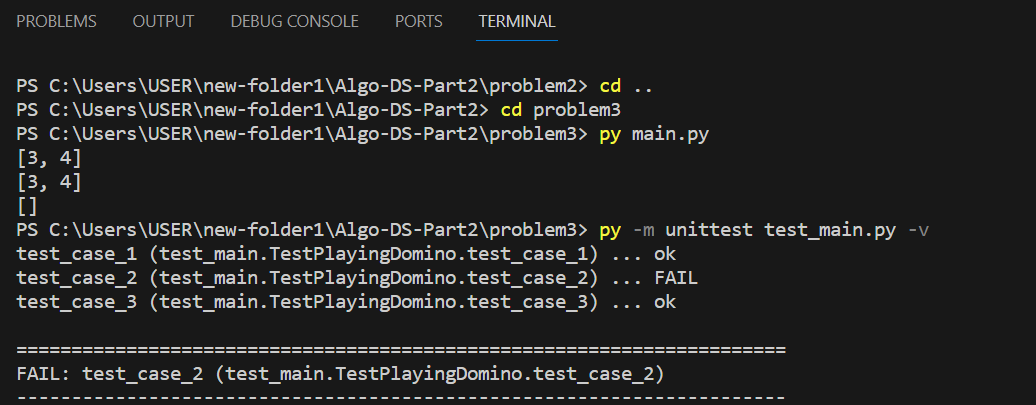 PROBLEMS OUTPUT DEBUG CONSOLE PORTS TERMINAL
PS C:\Users\USER\new-folder1\Algo-DS-Part2\problem2> cd ..
PS C:\Users\USER\new-folder1\Algo-DS-Part2> cd problem3
PS C:\Users\USER\new-folder1\Algo-DS-Part2\problem3> py main.py
[3, 4]
[3, 4]
[]
PS C:\Users\USER\new-folder1\Algo-DS-Part2\problem3> py -m unittest test_main.py -v
test_case_1 (test_main.TestPlayingDomino.test_case_1) ... ok
test_case_2 (test_main.TestPlayingDomino.test_case_2) ... FAIL
test_case_3 (test_main.TestPlayingDomino.test_case_3) ... ok
======================================================================
FAIL: test_case_2 (test_main.TestPlayingDomino.test_case_2)
----------------------------------------------------------------------